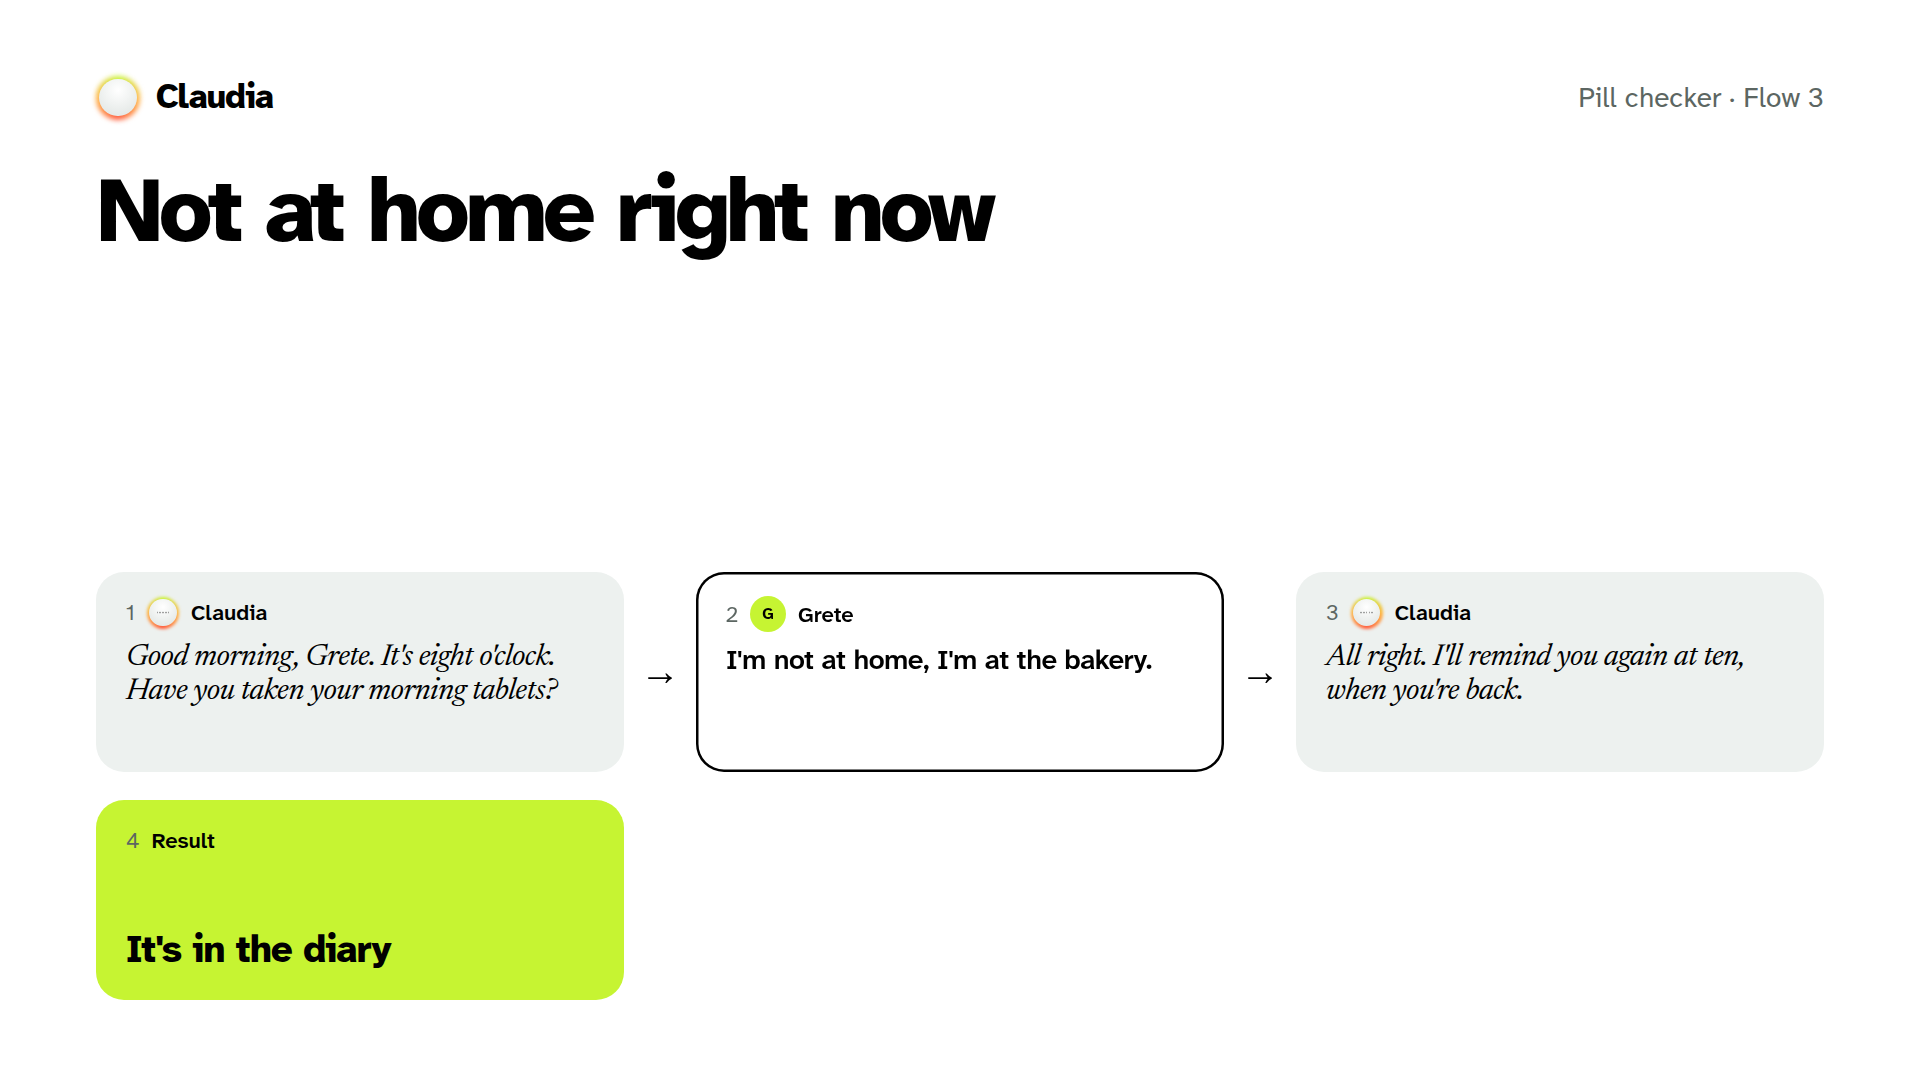 Claudia
Pill checker · Flow 3
Not at home right now
1 Claudia
Good morning, Grete. It's eight o'clock.
Have you taken your morning tablets?
→
2 G Grete
I'm not at home, I'm at the bakery.
→
3 Claudia
All right. I'll remind you again at ten,
when you're back.
4 Result
It's in the diary